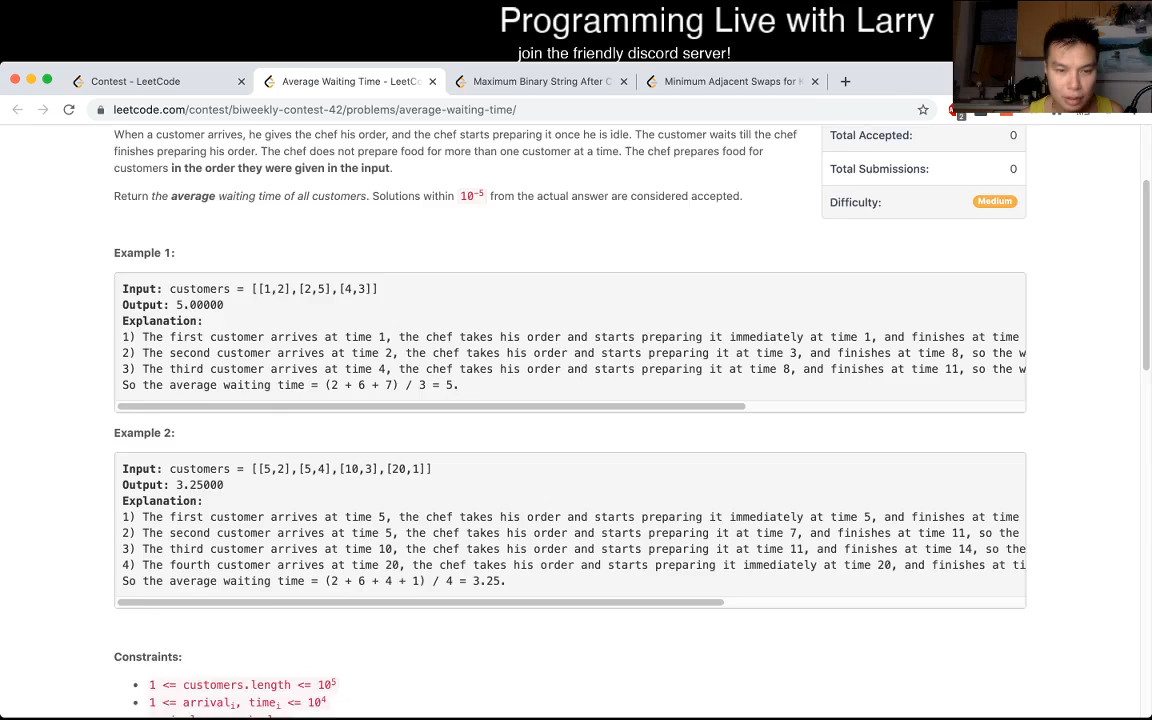 Programming Live with Larry
join the friendly discord server!
Contest - LeetCode
Average Waiting Time - LeetCo
Maximum Binary String After C
Minimum Adjacent Swaps for K
leetcode.com/contest/biweekly-contest-42/problems/average-waiting-time/
2
When a customer arrives, he gives the chef his order, and the chef starts preparing it once he is idle. The customer waits till the chef
finishes preparing his order. The chef does not prepare food for more than one customer at a time. The chef prepares food for
customers in the order they were given in the input.
Return the average waiting time of all customers. Solutions within 10⁻⁵ from the actual answer are considered accepted.
Total Accepted: 0
Total Submissions: 0
Difficulty: Medium
Example 1:
Input: customers = [[1,2],[2,5],[4,3]]
Output: 5.00000
Explanation:
1) The first customer arrives at time 1, the chef takes his order and starts preparing it immediately at time 1, and finishes at time
2) The second customer arrives at time 2, the chef takes his order and starts preparing it at time 3, and finishes at time 8, so the w
3) The third customer arrives at time 4, the chef takes his order and starts preparing it at time 8, and finishes at time 11, so the w
So the average waiting time = (2 + 6 + 7) / 3 = 5.
Example 2:
Input: customers = [[5,2],[5,4],[10,3],[20,1]]
Output: 3.25000
Explanation:
1) The first customer arrives at time 5, the chef takes his order and starts preparing it immediately at time 5, and finishes at time
2) The second customer arrives at time 5, the chef takes his order and starts preparing it at time 7, and finishes at time 11, so the
3) The third customer arrives at time 10, the chef takes his order and starts preparing it at time 11, and finishes at time 14, so the
4) The fourth customer arrives at time 20, the chef takes his order and starts preparing it immediately at time 20, and finishes at ti
So the average waiting time = (2 + 6 + 4 + 1) / 4 = 3.25.
Constraints:
1 <= customers.length <= 10⁵
1 <= arrivalᵢ, timeᵢ <= 10⁴